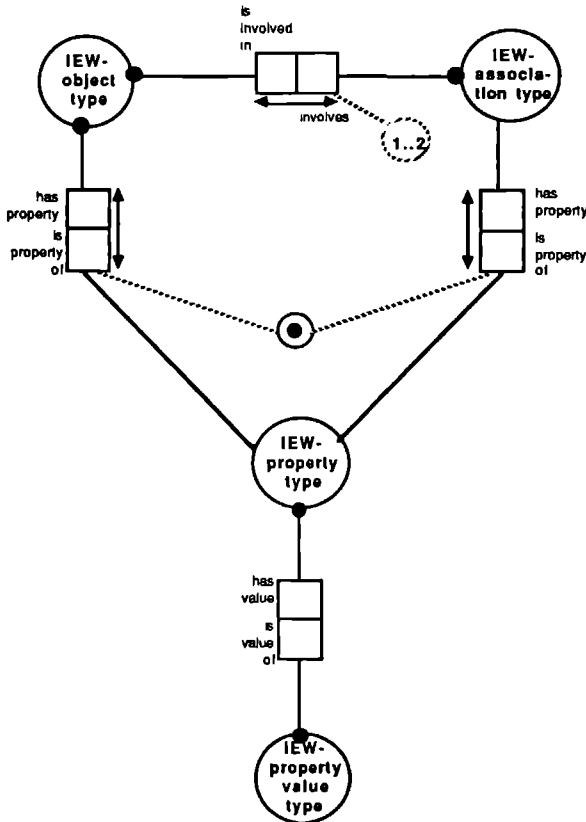 is
involved
in
IEW-
object
type
IEW-
associa-
tion type
involves
1..2
has
property
is
property
of
has
property
is
property
of
IEW-
property
type
has
value
is
value
of
IEW-
property
value
type